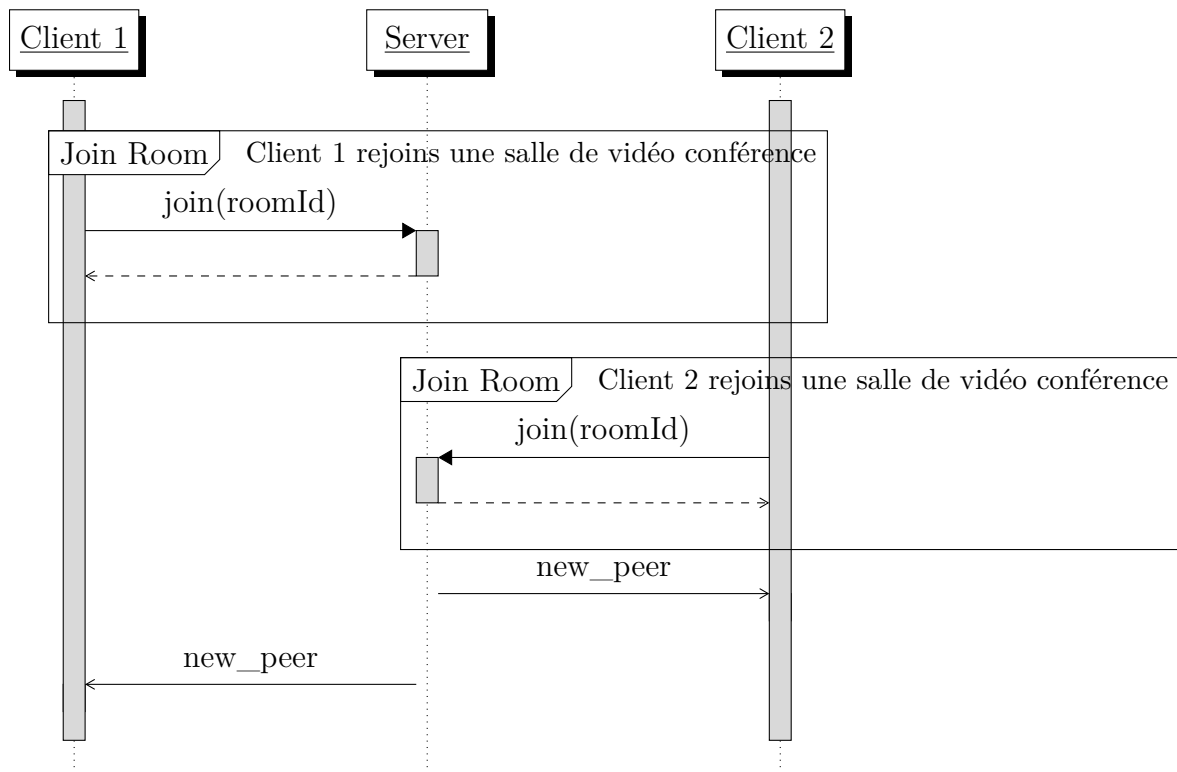 Client 1
Server
Client 2
Join Room
Client 1 rejoins une salle de vidéo conférence
join(roomId)
Join Room
Client 2 rejoins une salle de vidéo conférence
join(roomId)
new_peer
new_peer